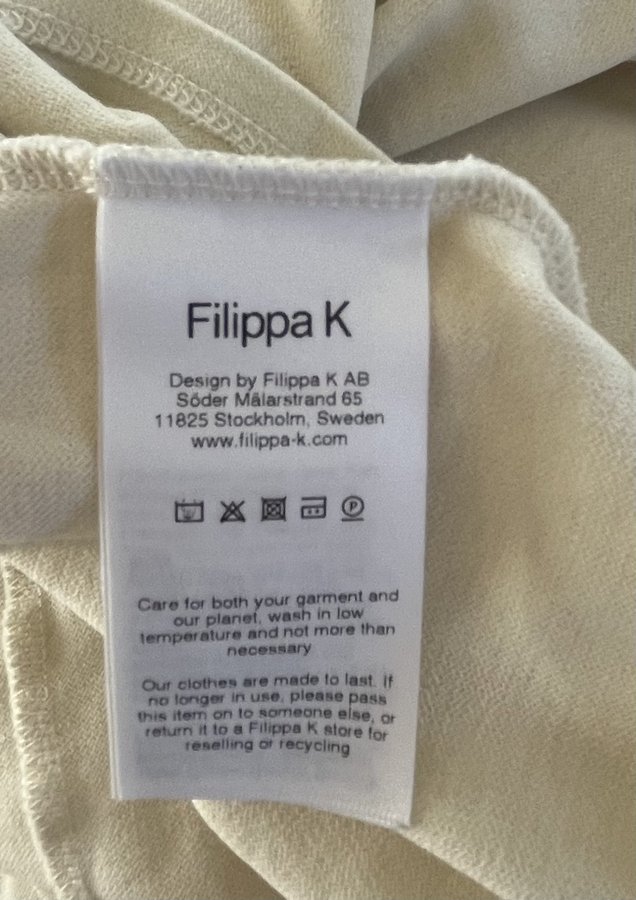 Filippa K
Design by Filippa K AB
Söder Mälarstrand 65
11825 Stockholm, Sweden
www.filippa-k.com
P
Care for both your garment and
our planet, wash in low
temperature and not more than
necessary
Our clothes are made to last. If
no longer in use, please pass
this item on to someone else, or
return it to a Filippa K store for
reselling or recycling